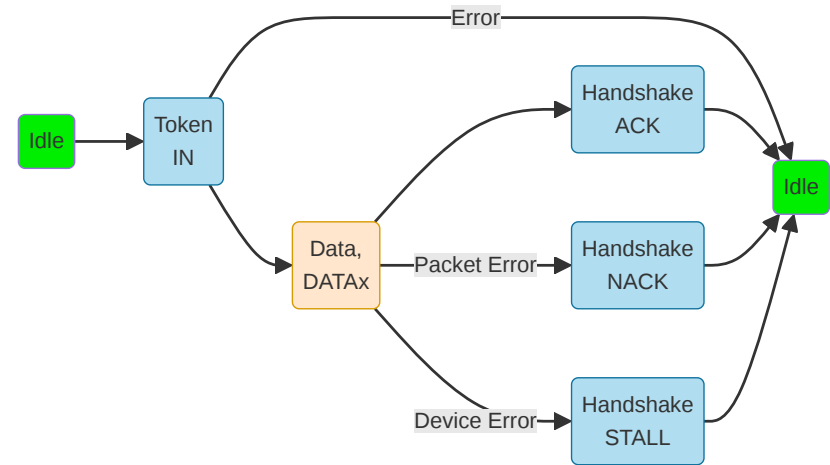 Error
Idle
Token
IN
Handshake
ACK
Idle
Data,
DATAx
Packet Error
Handshake
NACK
Device Error
Handshake
STALL